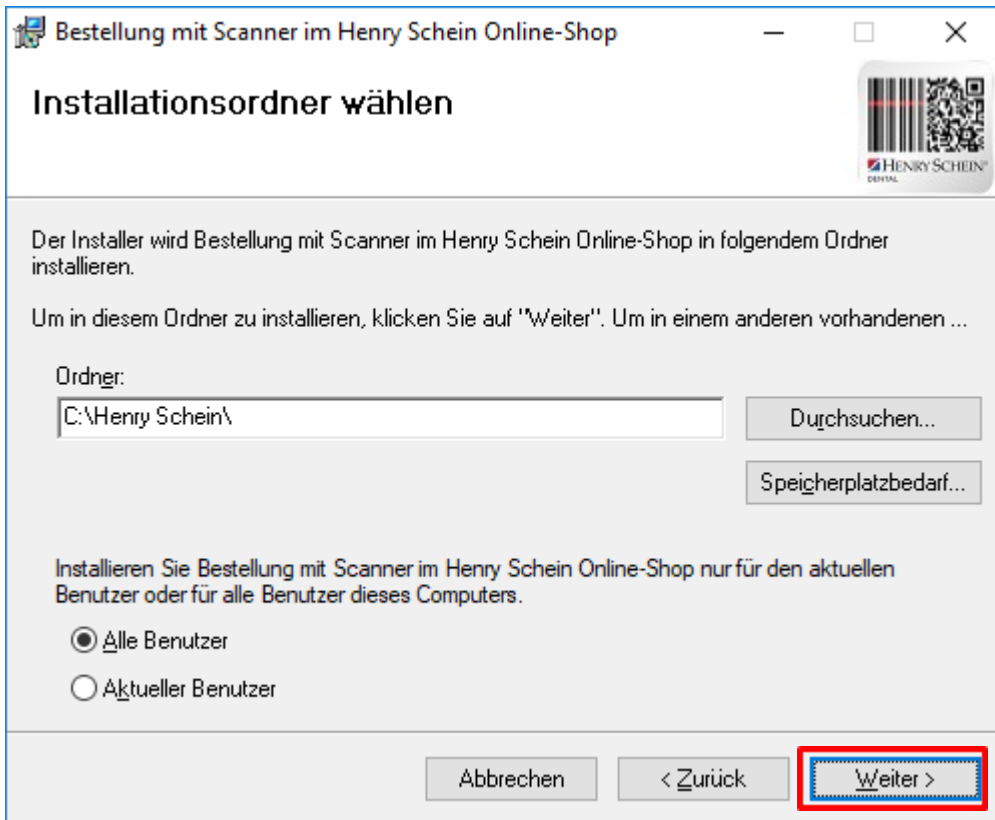 Bestellung mit Scanner im Henry Schein Online-Shop
Installationsordner wählen
HENRY SCHEIN®
DENTAL
Der Installer wird Bestellung mit Scanner im Henry Schein Online-Shop in folgendem Ordner
installieren.
Um in diesem Ordner zu installieren, klicken Sie auf "Weiter". Um in einem anderen vorhandenen ...
Ordner:
C:\Henry Schein\
Durchsuchen...
Speicherplatzbedarf...
Installieren Sie Bestellung mit Scanner im Henry Schein Online-Shop nur für den aktuellen
Benutzer oder für alle Benutzer dieses Computers.
Alle Benutzer
Aktueller Benutzer
Abbrechen
< Zurück
Weiter >